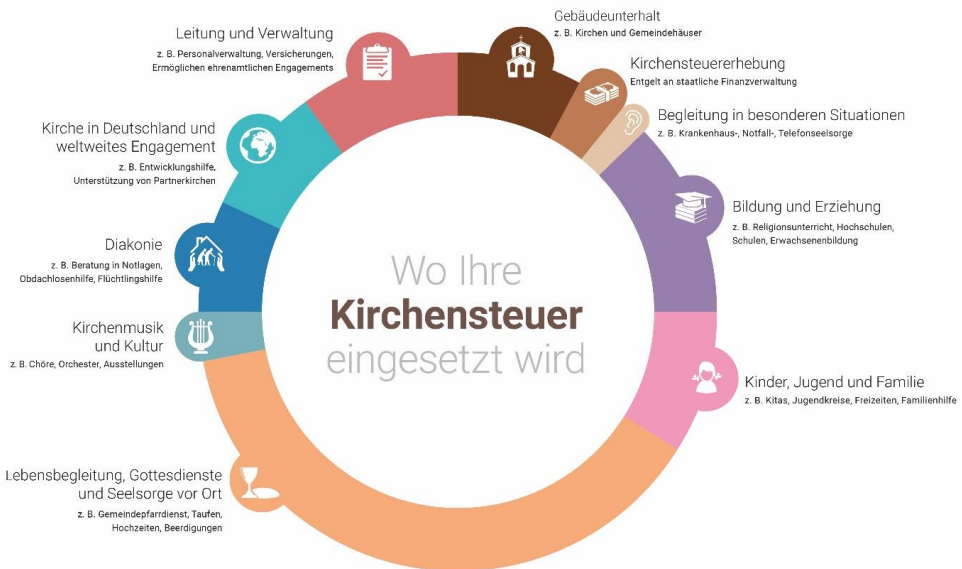 Wo Ihre
Kirchensteuer
eingesetzt wird
Gebäudeunterhalt
z. B. Kirchen und Gemeindehäuser
Kirchensteuererhebung
Entgelt an staatliche Finanzverwaltung
Begleitung in besonderen Situationen
z. B. Krankenhaus-, Notfall-, Telefonseelsorge
Bildung und Erziehung
z. B. Religionsunterricht, Hochschulen,
Schulen, Erwachsenenbildung
Kinder, Jugend und Familie
z. B. Kitas, Jugendkreise, Freizeiten, Familienhilfe
Lebensbegleitung, Gottesdienste
und Seelsorge vor Ort
z. B. Gemeindepfarrdienst, Taufen,
Hochzeiten, Beerdigungen
Kirchenmusik
und Kultur
z. B. Chöre, Orchester, Ausstellungen
Diakonie
z. B. Beratung in Notlagen,
Obdachlosenhilfe, Flüchtlingshilfe
Kirche in Deutschland und
weltweites Engagement
z. B. Entwicklungshilfe,
Unterstützung von Partnerkirchen
Leitung und Verwaltung
z. B. Personalverwaltung, Versicherungen,
Ermöglichen ehrenamtlichen Engagements